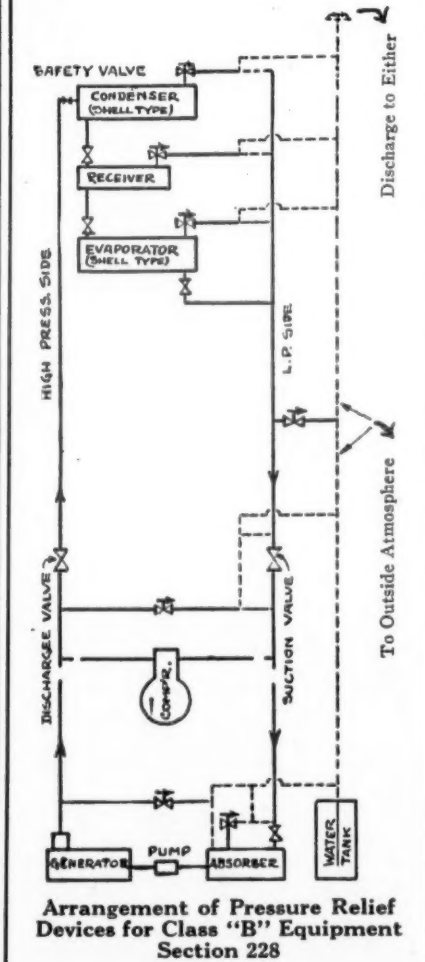 SAFETY VALVE
CONDENSER
(SHELL TYPE)
RECEIVER
EVAPORATOR
(SHELL TYPE)
HIGH PRESS. SIDE
L.P. SIDE
Discharge to Either
To Outside Atmosphere
DISCHARGEE VALVE
SUCTION VALVE
COMPR.
GENERATOR
PUMP
ABSORBER
WATER
TANK
Arrangement of Pressure Relief
Devices for Class "B" Equipment
Section 228